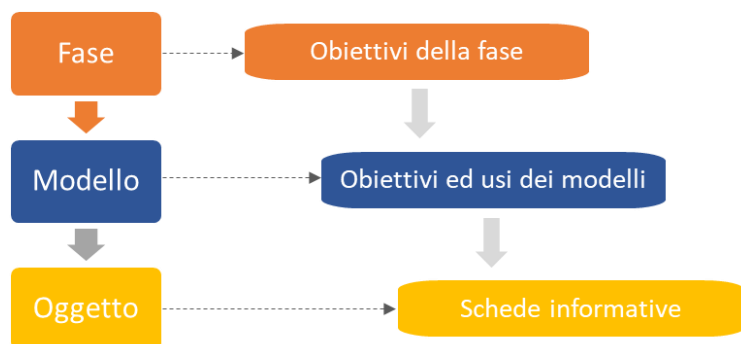 Fase
Obiettivi della fase
Modello
Obiettivi ed usi dei modelli
Oggetto
Schede informative